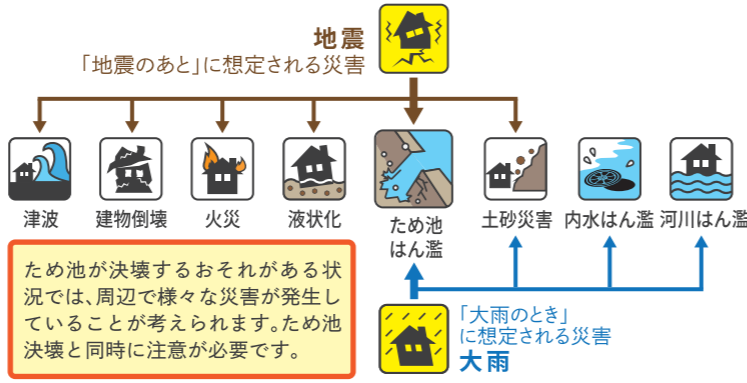 地震
「地震のあと」に想定される災害
津波
建物倒壊
火災
液状化
ため池
はん濫
土砂災害
内水はん濫
河川はん濫
ため池が決壊するおそれがある状
況では、周辺で様々な災害が発生し
ていることが考えられます。ため池
決壊と同時に注意が必要です。
「大雨のとき」
に想定される災害
大雨